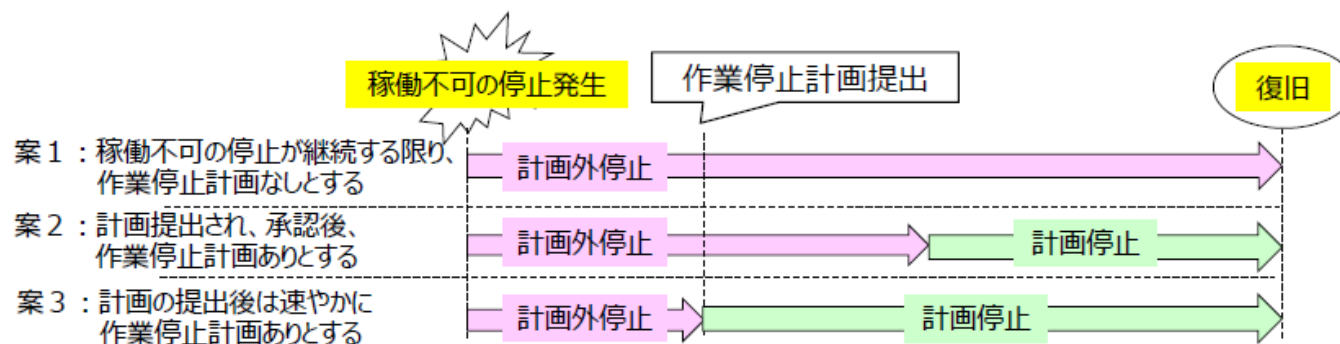 稼働不可の停止発生
作業停止計画提出
復旧
案１：稼働不可の停止が継続する限り、
作業停止計画なしとする
計画外停止
案２：計画提出され、承認後、
作業停止計画ありとする
計画外停止
計画停止
案３：計画の提出後は速やかに
作業停止計画ありとする
計画外停止
計画停止